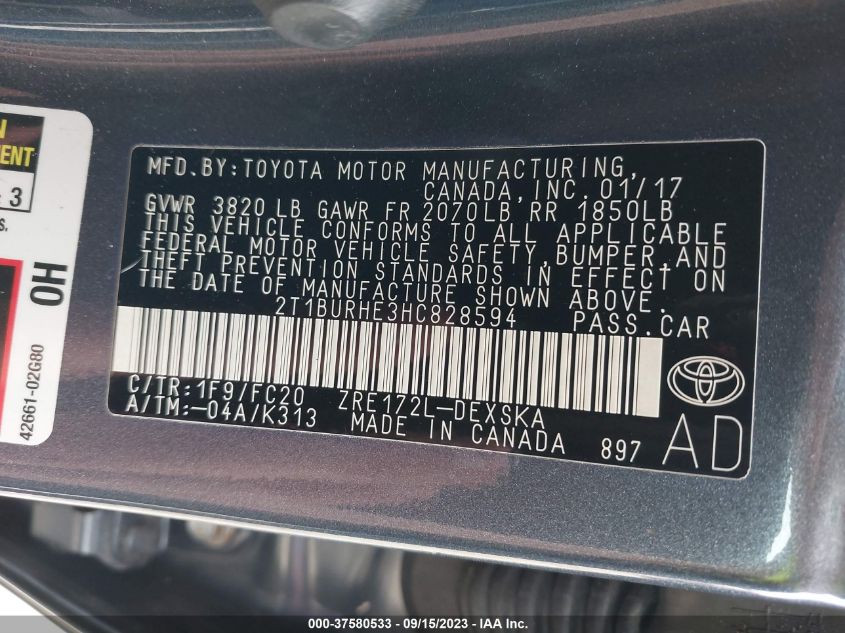 MFD. BY: TOYOTA MOTOR MANUFACTURING,
CANADA, INC. 01/17
GVWR 3820 LB GAWR FR 2070LB RR 1850LB
THIS VEHICLE CONFORMS TO ALL APPLICABLE
FEDERAL MOTOR VEHICLE SAFETY, BUMPER, AND
THEFT PREVENTION STANDARDS IN EFFECT ON
THE DATE OF MANUFACTURE SHOWN ABOVE.
2T1BURHE3HC828594 PASS.CAR
C/TR: 1F9/FC20 ZRE172L-DEXSKA
A/TM: -04A/K313 MADE IN CANADA 897
AD
MENT
3
s.
OH
42661-02G80
000-37580533 - 09/15/2023 - IAA Inc.